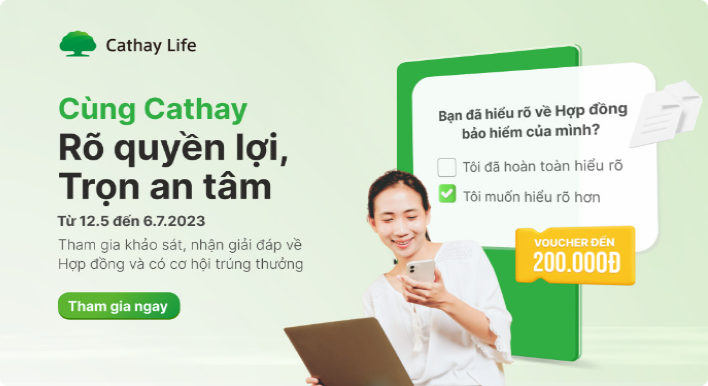 Cathay Life
Cùng Cathay
Rõ quyền lợi,
Trọn an tâm
Từ 12.5 đến 6.7.2023
Tham gia khảo sát, nhận giải đáp về
Hợp đồng và có cơ hội trúng thưởng
Tham gia ngay
Bạn đã hiểu rõ về Hợp đồng
bảo hiểm của mình?
Tôi đã hoàn toàn hiểu rõ
Tôi muốn hiểu rõ hơn
VOUCHER ĐẾN
200.000Đ